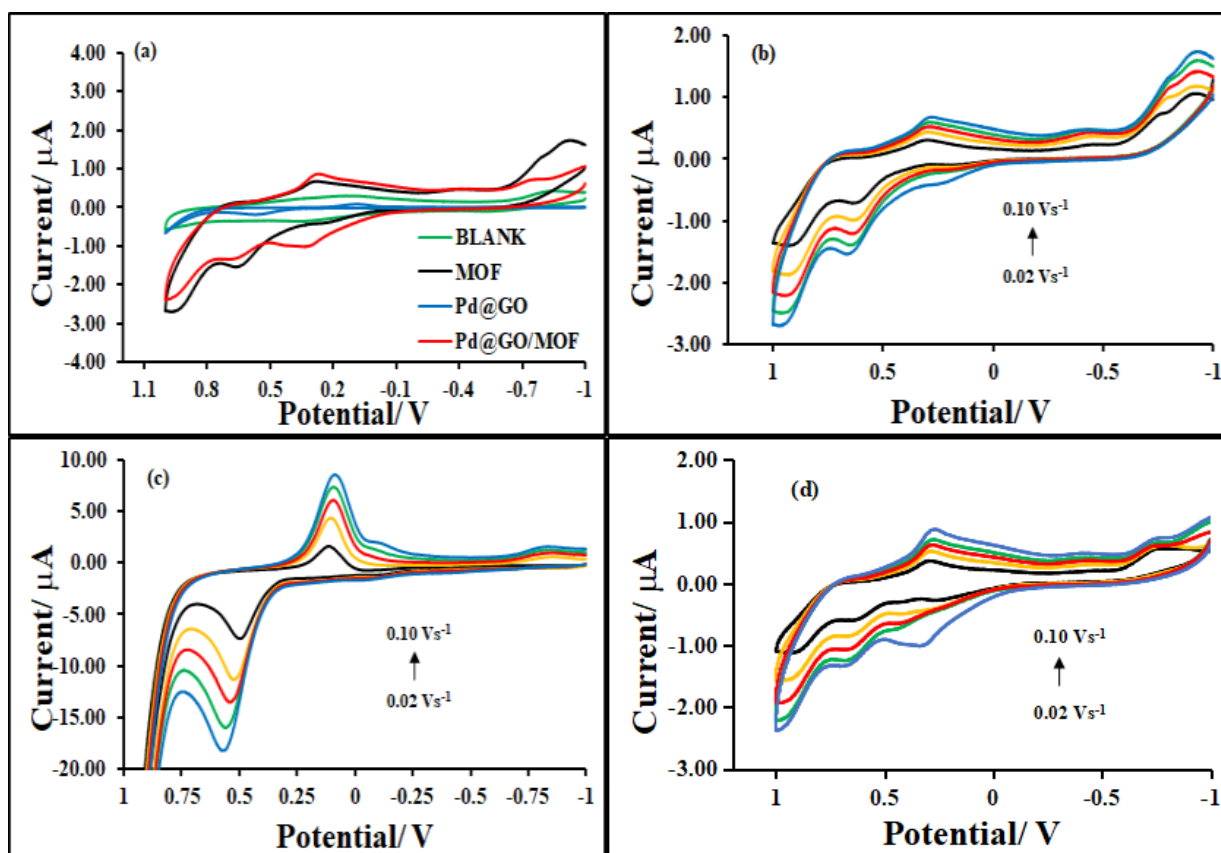 (a)
Current/ µA
4.00
3.00
2.00
1.00
0.00
-1.00
-2.00
-3.00
-4.00
BLANK
MOF
Pd@GO
Pd@GO/MOF
1.1 0.8 0.5 0.2 -0.1 -0.4 -0.7 -1
Potential/ V
(b)
Current/ µA
2.00
1.00
0.00
-1.00
-2.00
-3.00
0.10 Vs-1
0.02 Vs-1
1 0.5 0 -0.5 -1
Potential/ V
(c)
Current/ µA
10.00
5.00
0.00
-5.00
-10.00
-15.00
-20.00
0.10 Vs-1
0.02 Vs-1
1 0.75 0.5 0.25 0 -0.25 -0.5 -0.75 -1
Potential/ V
(d)
Current/ µA
2.00
1.00
0.00
-1.00
-2.00
-3.00
0.10 Vs-1
0.02 Vs-1
1 0.5 0 -0.5 -1
Potential/ V